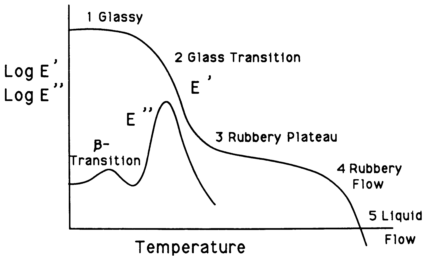 1 Glassy
2 Glass Transition
Log E'
Log E''
E'
E''
3 Rubbery Plateau
β-
Transition
4 Rubbery
Flow
5 Liquid
Flow
Temperature